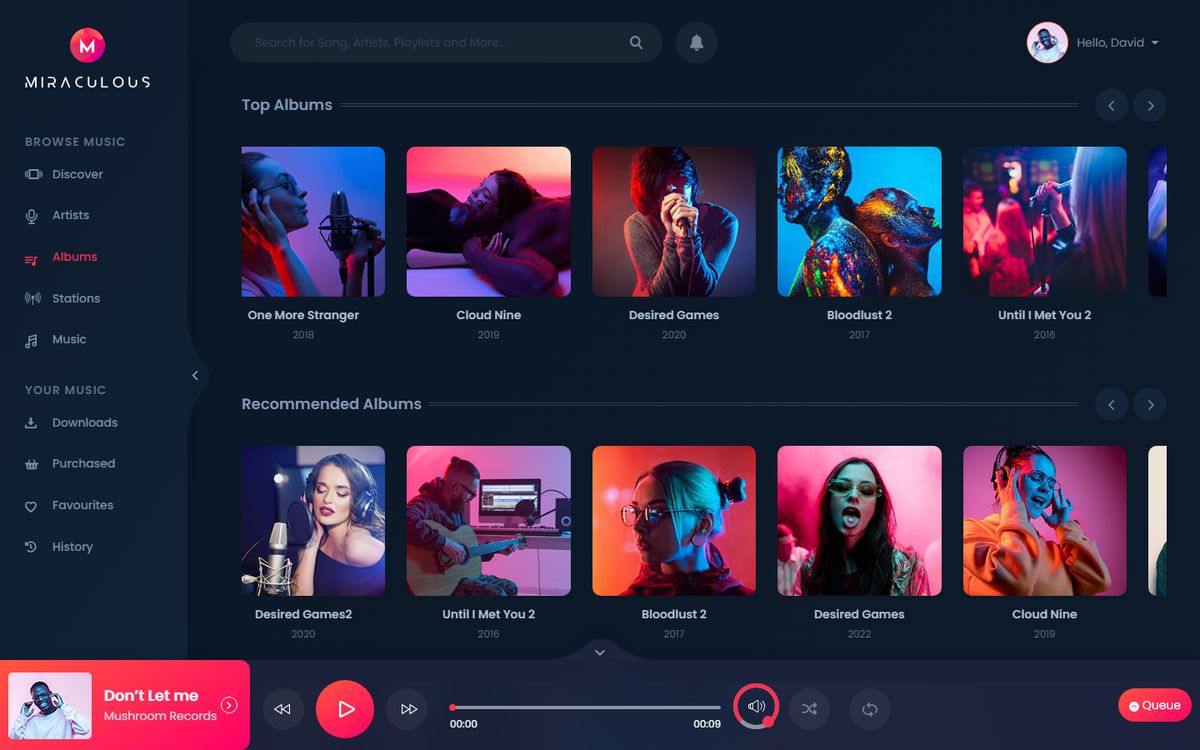 M
MIRACULOUS
BROWSE MUSIC
Discover
Artists
Albums
Stations
Music
YOUR MUSIC
Downloads
Purchased
Favourites
History
Search for Song, Artists, Playlists and More...
Hello, David
Top Albums
One More Stranger
2018
Cloud Nine
2019
Desired Games
2020
Bloodlust 2
2017
Until I Met You 2
2016
Recommended Albums
Desired Games2
2020
Until I Met You 2
2016
Bloodlust 2
2017
Desired Games
2022
Cloud Nine
2019
Don't Let me
Mushroom Records
00:00
00:09
Queue